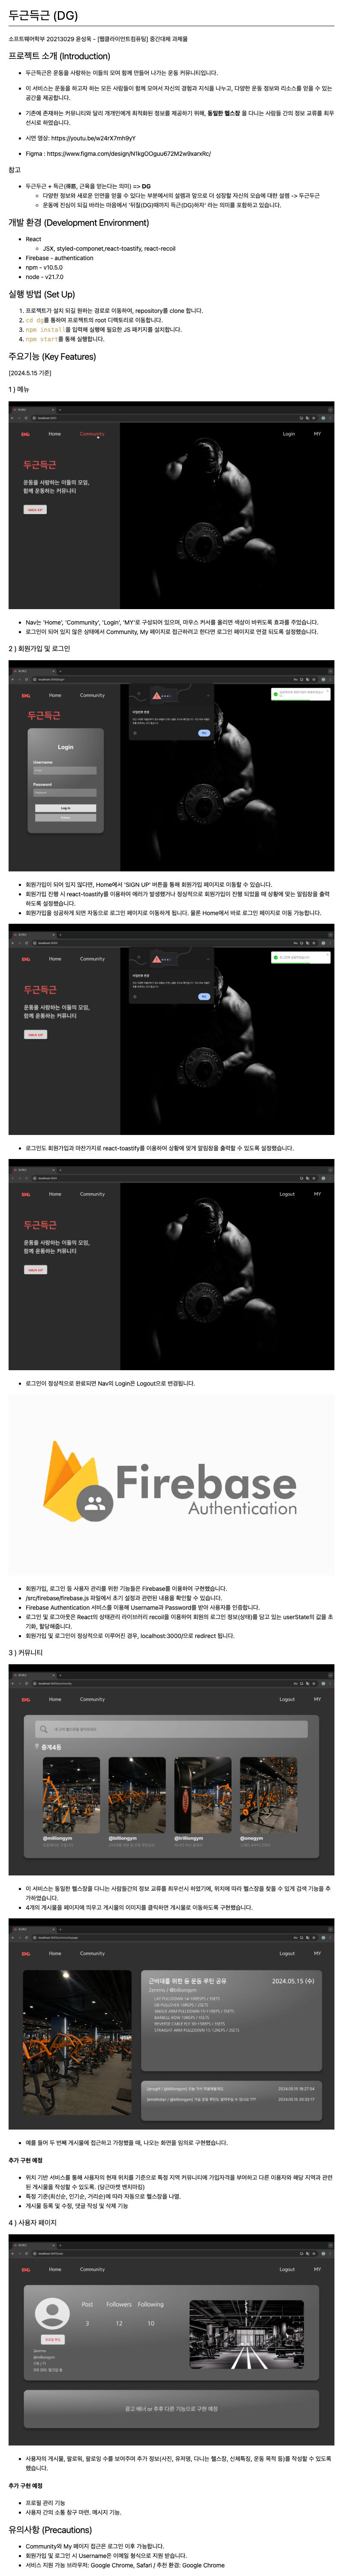 두근득근 (DG)
소프트웨어학부 20213029 윤성욱 - [웹클라이언트컴퓨팅] 중간대체 과제물
프로젝트 소개 (Introduction)
두근득근은 운동을 사랑하는 이들의 모여 함께 만들어 나가는 운동 커뮤니티입니다.
이 서비스는 운동을 하고자 하는 모든 사람들이 함께 모여서 자신의 경험과 지식을 나누고, 다양한 운동 정보와 리소스를 얻을 수 있는
공간을 제공합니다.
기존에 존재하는 커뮤니티와 달리 개개인에게 최적화된 정보를 제공하기 위해, 동일한 헬스장 을 다니는 사람들 간의 정보 교류를 최우
선시로 하였습니다.
시연 영상: https://youtu.be/w24rX7mh9yY
Figma : https://www.figma.com/design/N1kgOOguu672M2w9xarxRc/
참고
두근두근 + 득근(得筋, 근육을 얻는다는 의미) => DG
다양한 정보와 새로운 인연을 얻을 수 있다는 부분에서의 설렘과 앞으로 더 성장할 자신의 모습에 대한 설렘 -> 두근두근
운동에 진심이 되길 바라는 마음에서 '뒤질(DG)때까지 득근(DG)하자' 라는 의미를 포함하고 있습니다.
개발 환경 (Development Environment)
React
JSX, styled-componet,react-toastify, react-recoil
Firebase - authentication
npm - v10.5.0
node - v21.7.0
실행 방법 (Set Up)
1. 프로젝트가 설치 되길 원하는 경로로 이동하여, repository를 clone 합니다.
2. cd dg를 통하여 프로젝트의 root 디렉토리로 이동합니다.
3. npm install을 입력해 실행에 필요한 JS 패키지를 설치합니다.
4. npm start를 통해 실행합니다.
주요기능 (Key Features)
[2024.5.15 기준]
1 ) 메뉴
Home Community Login MY
두근득근
운동을 사랑하는 이들의 모임,
함께 운동하는 커뮤니티
SIGN UP
Nav는 'Home', 'Community', 'Login', 'MY'로 구성되어 있으며, 마우스 커서를 올리면 색상이 바뀌도록 효과를 주었습니다.
로그인이 되어 있지 않은 상태에서 Community, My 페이지로 접근하려고 한다면 로그인 페이지로 연결 되도록 설정했습니다.
2 ) 회원가입 및 로그인
Home Community
두근득근
Login
Username
Password
Log In
회원가입이 되어 있지 않다면, Home에서 'SIGN UP' 버튼을 통해 회원가입 페이지로 이동할 수 있습니다.
회원가입 진행 시 react-toastify를 이용하여 에러가 발생했거나 정상적으로 회원가입이 진행 되었을 때 상황에 맞는 알림창을 출력
하도록 설정했습니다.
회원가입을 성공하게 되면 자동으로 로그인 페이지로 이동하게 됩니다. 물론 Home에서 바로 로그인 페이지로 이동 가능합니다.
Home Community
두근득근
운동을 사랑하는 이들의 모임,
함께 운동하는 커뮤니티
SIGN UP
로그인도 회원가입과 마찬가지로 react-toastify를 이용하여 상황에 맞게 알림창을 출력할 수 있도록 설정했습니다.
Home Community Logout MY
두근득근
운동을 사랑하는 이들의 모임,
함께 운동하는 커뮤니티
SIGN UP
로그인이 정상적으로 완료되면 Nav의 Login은 Logout으로 변경됩니다.
Firebase
Authentication
회원가입, 로그인 등 사용자 관리를 위한 기능들은 Firebase를 이용하여 구현했습니다.
/src/firebase/firebase.js 파일에서 초기 설정과 관련된 내용을 확인할 수 있습니다.
Firebase Authentication 서비스를 이용해 Username과 Password를 받아 사용자를 인증합니다.
로그인 및 로그아웃은 React의 상태관리 라이브러리 recoil을 이용하여 회원의 로그인 정보(상태)를 담고 있는 userState의 값을 초
기화, 할당해줍니다.
회원가입 및 로그인이 정상적으로 이루어진 경우, localhost:3000/으로 redirect 됩니다.
3 ) 커뮤니티
Home Community Logout MY
중계4동
@billiongym @billiongym @trilliongym @onegym
이 서비스는 동일한 헬스장을 다니는 사람들간의 정보 교류를 최우선시 하였기에, 위치에 따라 헬스장을 찾을 수 있게 검색 기능을 추
가하였습니다.
4개의 게시물을 페이지에 띄우고 게시물의 이미지를 클릭하면 게시물로 이동하도록 구현했습니다.
Home Community Logout MY
근비대를 위한 등 운동 루틴 공유 2024.05.15 (수)
2024.05.15 19:27:54
예를 들어 두 번째 게시물에 접근하고 가정했을 때, 나오는 화면을 임의로 구현했습니다.
추가 구현 예정
위치 기반 서비스를 통해 사용자의 현재 위치를 기준으로 특정 지역 커뮤니티에 가입자격을 부여하고 다른 이용자와 해당 지역과 관련
된 게시물을 작성할 수 있도록. (당근마켓 벤치마킹)
특정 기준(최신순, 인기순, 거리순)에 따라 자동으로 헬스장을 나열.
게시물 등록 및 수정, 댓글 작성 및 삭제 기능
4 ) 사용자 페이지
Home Community Logout MY
Post Followers Following
3 12 10
광고 배너 or 추후 다른 기능으로 구현 예정
사용자의 게시물, 팔로워, 팔로잉 수를 보여주며 추가 정보(사진, 유저명, 다니는 헬스장, 신체특징, 운동 목적 등)를 작성할 수 있도록
했습니다.
추가 구현 예정
프로필 관리 기능
사용자 간의 소통 창구 마련. 메시지 기능.
유의사항 (Precautions)
Community와 My 페이지 접근은 로그인 이후 가능합니다.
회원가입 및 로그인 시 Username은 이메일 형식으로 지원 받습니다.
서비스 지원 가능 브라우저: Google Chrome, Safari / 추천 환경: Google Chrome